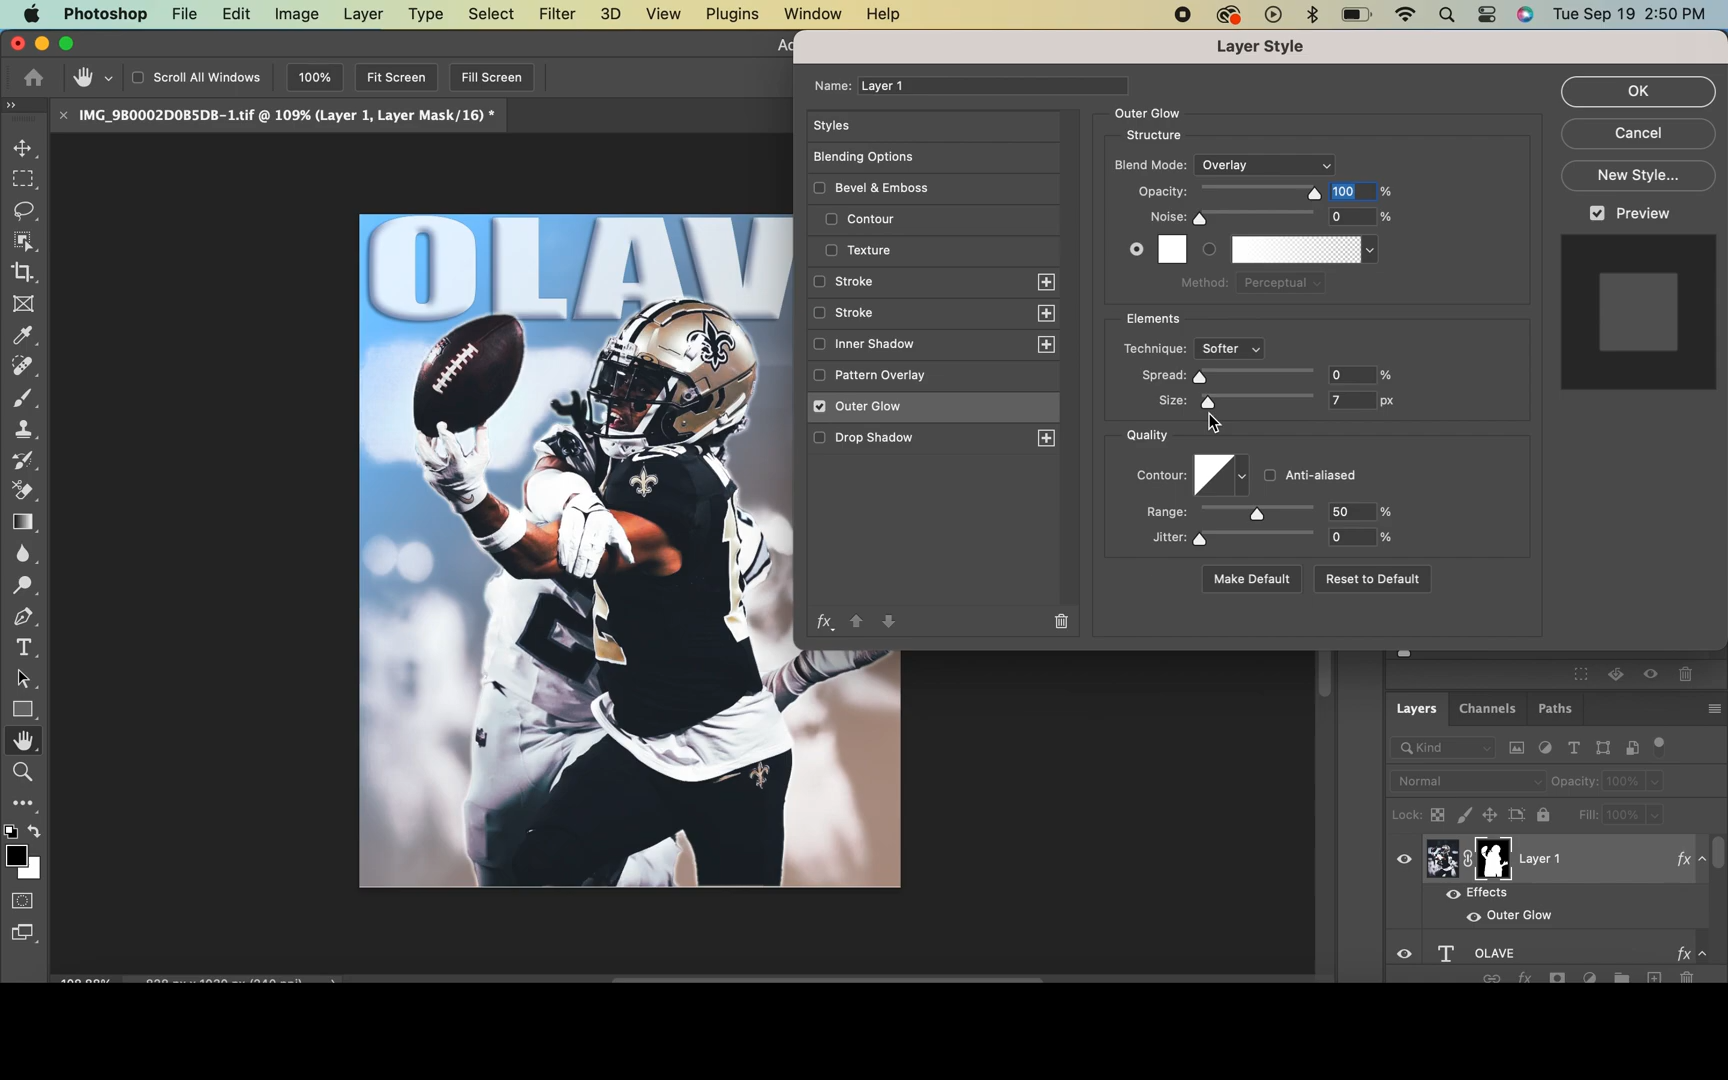 Photoshop File Edit Image Layer Type Select Filter 3D View Plugins Window Help Tue Sep 19 2:50 PM
Layer Style
Scroll All Windows 100% Fit Screen Fill Screen
IMG_9B0002D0B5DB-1.tif @ 109% (Layer 1, Layer Mask/16) *
OLAV
Name: Layer 1
Styles
Blending Options
Bevel & Emboss
Contour
Texture
Stroke
Stroke
Inner Shadow
Pattern Overlay
Outer Glow
Drop Shadow
fx
Outer Glow
Structure
Blend Mode: Overlay
Opacity: 100 %
Noise: 0 %
Method: Perceptual
Elements
Technique: Softer
Spread: 0 %
Size: 7 px
Quality
Contour: Anti-aliased
Range: 50 %
Jitter: 0 %
Make Default Reset to Default
OK
Cancel
New Style...
Preview
Layers Channels Paths
Kind
Normal Opacity: 100%
Lock: Fill: 100%
Layer 1 fx
Effects
Outer Glow
T OLAVE fx